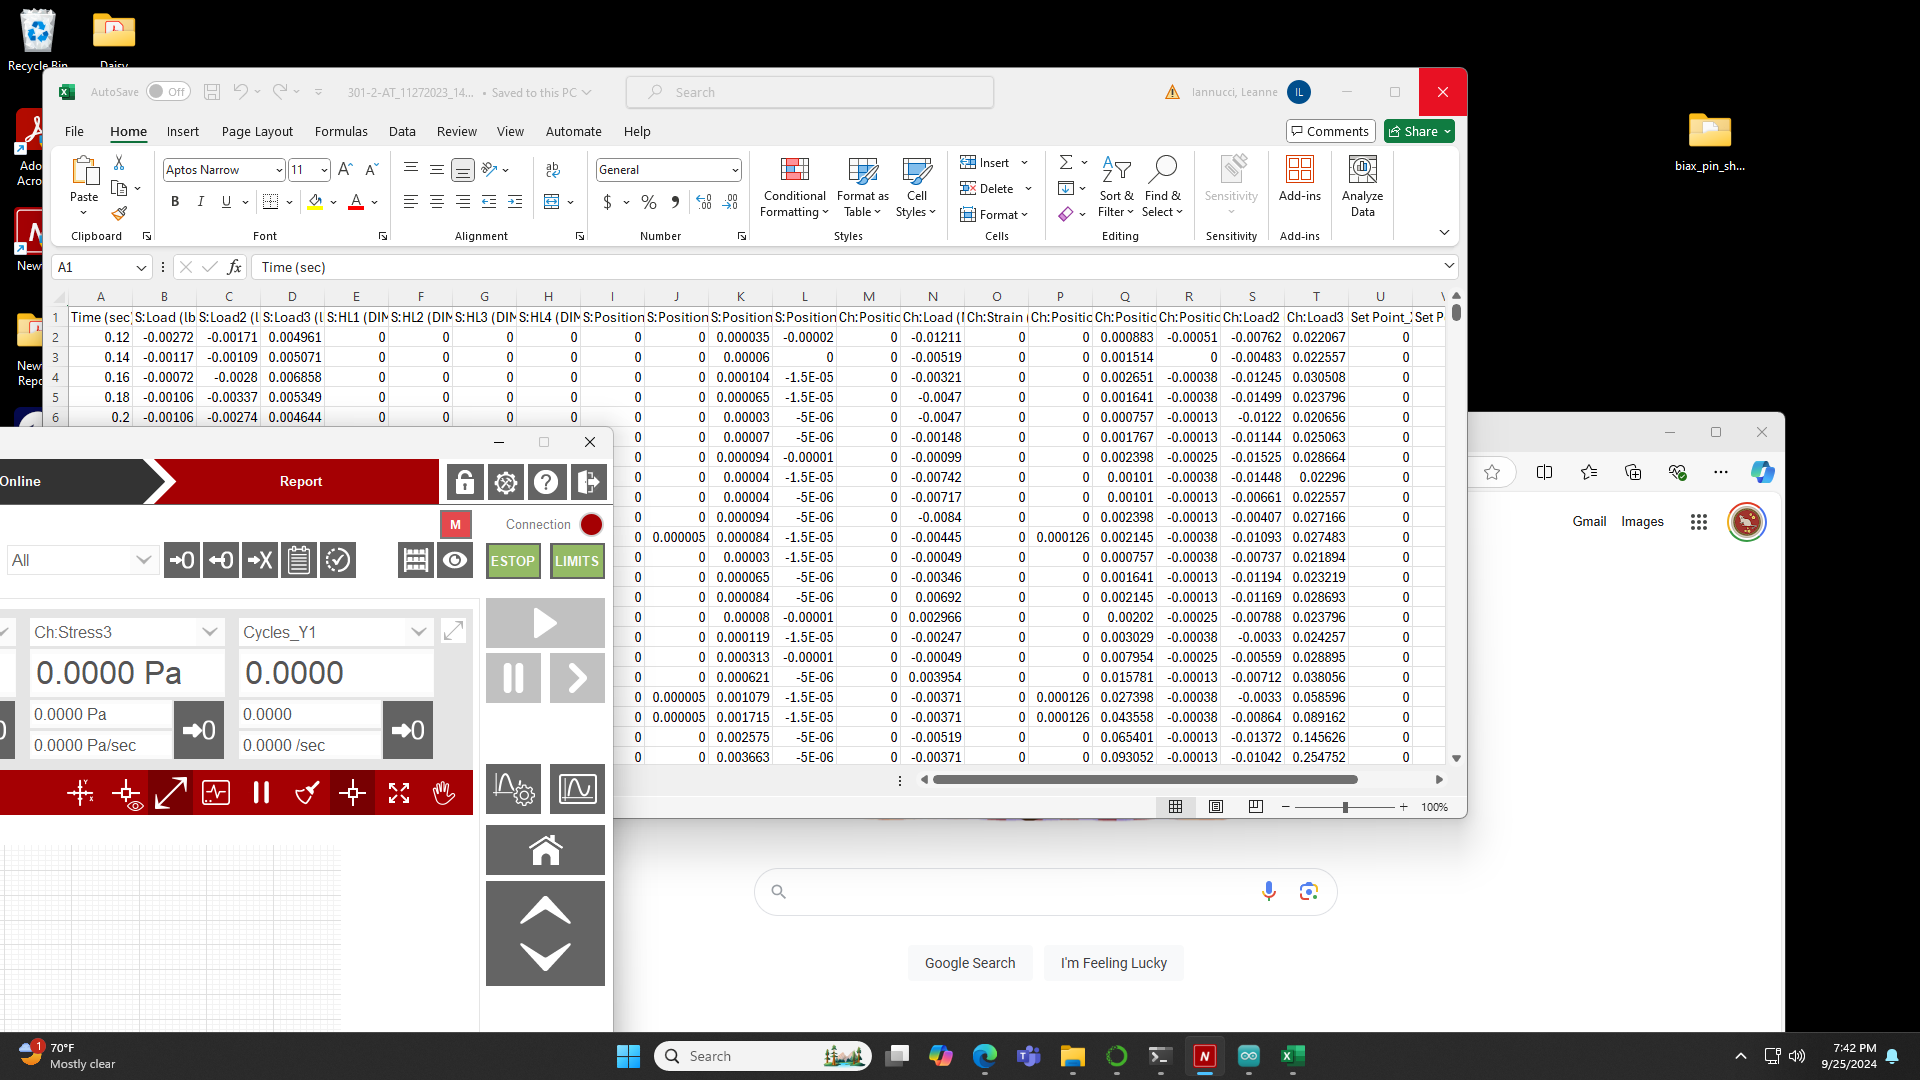 Recycle Bin
Daisy
Ado
Acro...
New
New
Repo
biax_pin_sh...
AutoSave
Off
301-2-AT_11272023_14... • Saved to this PC
Search
Iannucci, Leanne
IL
File Home Insert Page Layout Formulas Data Review View Automate Help
Comments
Share
Paste
Clipboard
Aptos Narrow
11
B I U
Font
Alignment
General
$ % 9
Number
Conditional Formatting
Format as Table
Cell Styles
Styles
Insert
Delete
Format
Cells
Sort & Filter
Find & Select
Editing
Sensitivity
Sensitivity
Add-ins
Add-ins
Analyze Data
A1
fx
Time (sec)
A B C D E F G H I J K L M N O P Q R S T U
1 Time (sec) S:Load (lb S:Load2 (l S:Load3 (l S:HL1 (DIM S:HL2 (DIM S:HL3 (DIM S:HL4 (DIM S:Position S:Position S:Position S:Position Ch:Positic Ch:Load (I Ch:Strain ( Ch:Positic Ch:Positic Ch:Positic Ch:Load2 Ch:Load3 Set Point_X Set P
2 0.12 -0.00272 -0.00171 0.004961 0 0 0 0 0 0 0.000035 -0.00002 0 -0.01211 0 0 0.000883 -0.00051 -0.00762 0.022067 0
3 0.14 -0.00117 -0.00109 0.005071 0 0 0 0 0 0 0.00006 0 0 -0.00519 0 0 0.001514 0 -0.00483 0.022557 0
4 0.16 -0.00072 -0.0028 0.006858 0 0 0 0 0 0 0.000104 -1.5E-05 0 -0.00321 0 0 0.002651 -0.00038 -0.01245 0.030508 0
5 0.18 -0.00106 -0.00337 0.005349 0 0 0 0 0 0 0.000065 -1.5E-05 0 -0.0047 0 0 0.001641 -0.00038 -0.01499 0.023796 0
6 0.2 -0.00106 -0.00274 0.004644 0 0 0 0 0 0 0.00003 -5E-06 0 -0.0047 0 0 0.000757 -0.00013 -0.0122 0.020656 0
0 0 0.00007 -5E-06 0 -0.00148 0 0 0.001767 -0.00013 -0.01144 0.025063 0
0 0 0.000094 -0.00001 0 -0.00099 0 0 0.002398 -0.00025 -0.01525 0.028664 0
0 0 0.00004 -1.5E-05 0 -0.00742 0 0 0.00101 -0.00038 -0.01448 0.02296 0
0 0 0.00004 -5E-06 0 -0.00717 0 0 0.00101 -0.00013 -0.00661 0.022557 0
0 0 0.000094 -5E-06 0 -0.0084 0 0 0.002398 -0.00013 -0.00407 0.027166 0
0 0.000005 0.000084 -1.5E-05 0 -0.00445 0 0.000126 0.002145 -0.00038 -0.01093 0.027483 0
0 0 0.00003 -1.5E-05 0 -0.00049 0 0 0.000757 -0.00038 -0.00737 0.021894 0
0 0 0.000065 -5E-06 0 -0.00346 0 0 0.001641 -0.00013 -0.01194 0.023219 0
0 0 0.000084 -5E-06 0 0.00692 0 0 0.002145 -0.00013 -0.01169 0.028693 0
0 0 0.00008 -0.00001 0 0.002966 0 0 0.00202 -0.00025 -0.00788 0.023796 0
0 0 0.000119 -1.5E-05 0 -0.00247 0 0 0.003029 -0.00038 -0.0033 0.024257 0
0 0 0.000313 -0.00001 0 -0.00049 0 0 0.007954 -0.00025 -0.00559 0.028895 0
0 0 0.000621 -5E-06 0 0.003954 0 0 0.015781 -0.00013 -0.00712 0.038056 0
0 0.000005 0.001079 -1.5E-05 0 -0.00371 0 0.000126 0.027398 -0.00038 -0.0033 0.058596 0
0 0.000005 0.001715 -1.5E-05 0 -0.00371 0 0.000126 0.043558 -0.00038 -0.00864 0.089162 0
0 0 0.002575 -5E-06 0 -0.00519 0 0 0.065401 -0.00013 -0.01372 0.145626 0
0 0 0.003663 -5E-06 0 -0.00371 0 0 0.093052 -0.00013 -0.01042 0.254752 0
100%
Online
Report
M
Connection
All
ESTOP
LIMITS
Ch:Stress3
Cycles_Y1
0.0000 Pa
0.0000
0.0000 Pa
0.0000
0.0000 Pa/sec
0.0000 /sec
Gmail Images
Google Search
I'm Feeling Lucky
1
70°F
Mostly clear
Search
7:42 PM
9/25/2024